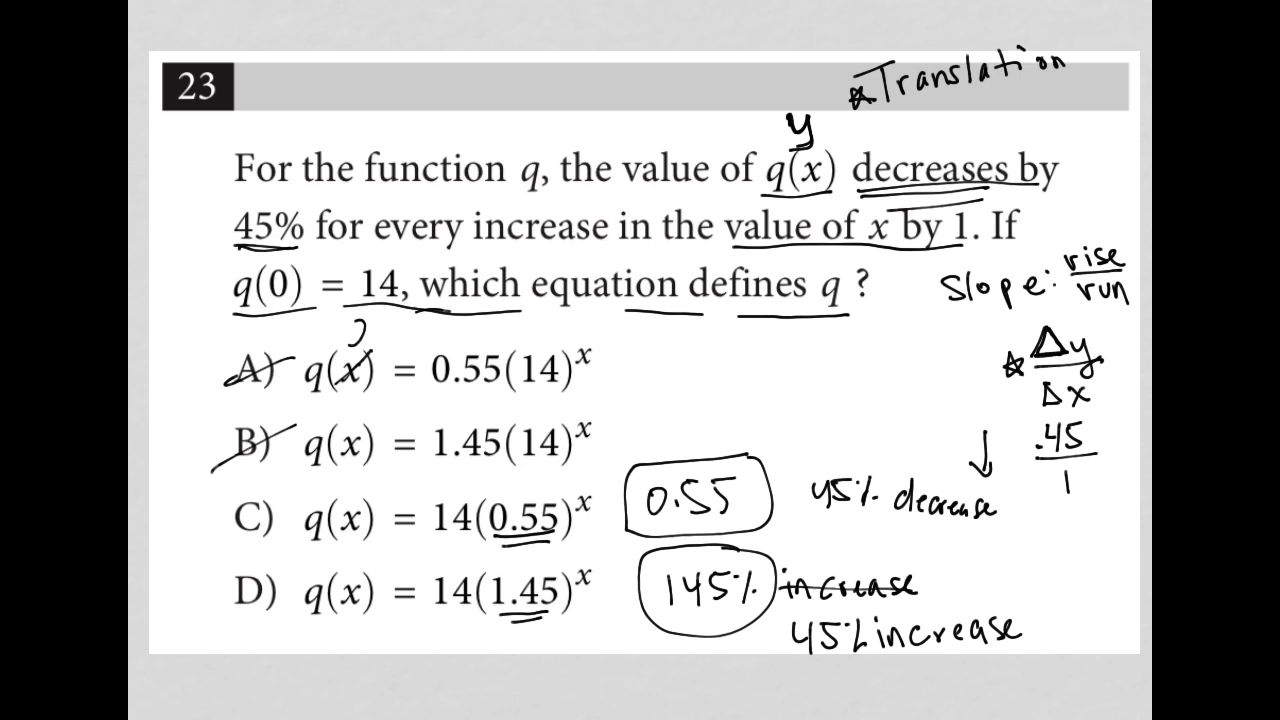 23
☆Translation
y
For the function q, the value of q(x) decreases by
45% for every increase in the value of x by 1. If
q(0) = 14, which equation defines q ?
Slope: rise/run
A) q(x) = 0.55(14)ˣ
Δy/Δx
B) q(x) = 1.45(14)ˣ
.45/1
C) q(x) = 14(0.55)ˣ
0.55
45% decrease
D) q(x) = 14(1.45)ˣ
145% increase
45% increase